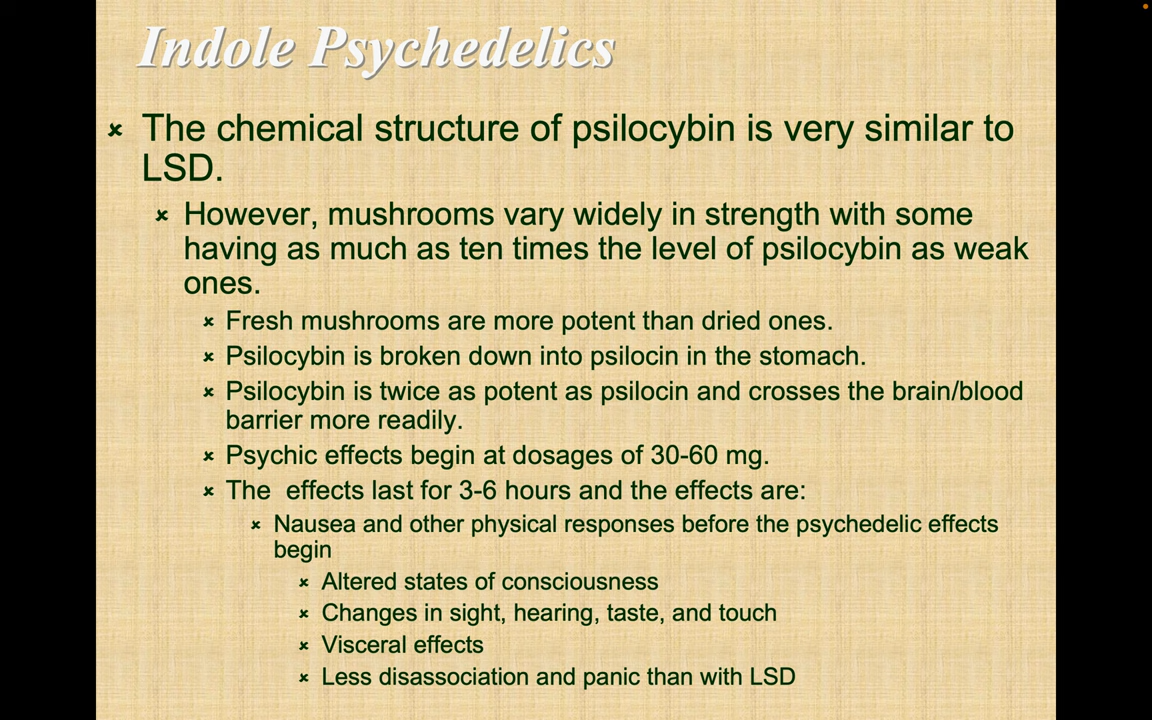 Indole Psychedelics
The chemical structure of psilocybin is very similar to
LSD.
However, mushrooms vary widely in strength with some
having as much as ten times the level of psilocybin as weak
ones.
Fresh mushrooms are more potent than dried ones.
Psilocybin is broken down into psilocin in the stomach.
Psilocybin is twice as potent as psilocin and crosses the brain/blood
barrier more readily.
Psychic effects begin at dosages of 30-60 mg.
The  effects last for 3-6 hours and the effects are:
Nausea and other physical responses before the psychedelic effects
begin
Altered states of consciousness
Changes in sight, hearing, taste, and touch
Visceral effects
Less disassociation and panic than with LSD